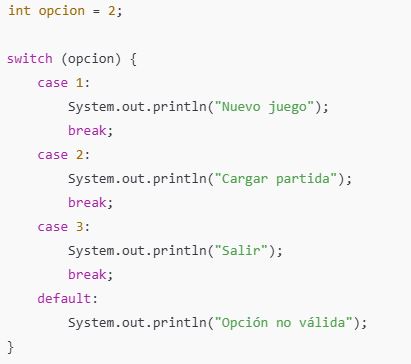 int opcion = 2;

switch (opcion) {
    case 1:
        System.out.println("Nuevo juego");
        break;
    case 2:
        System.out.println("Cargar partida");
        break;
    case 3:
        System.out.println("Salir");
        break;
    default:
        System.out.println("Opción no válida");
}